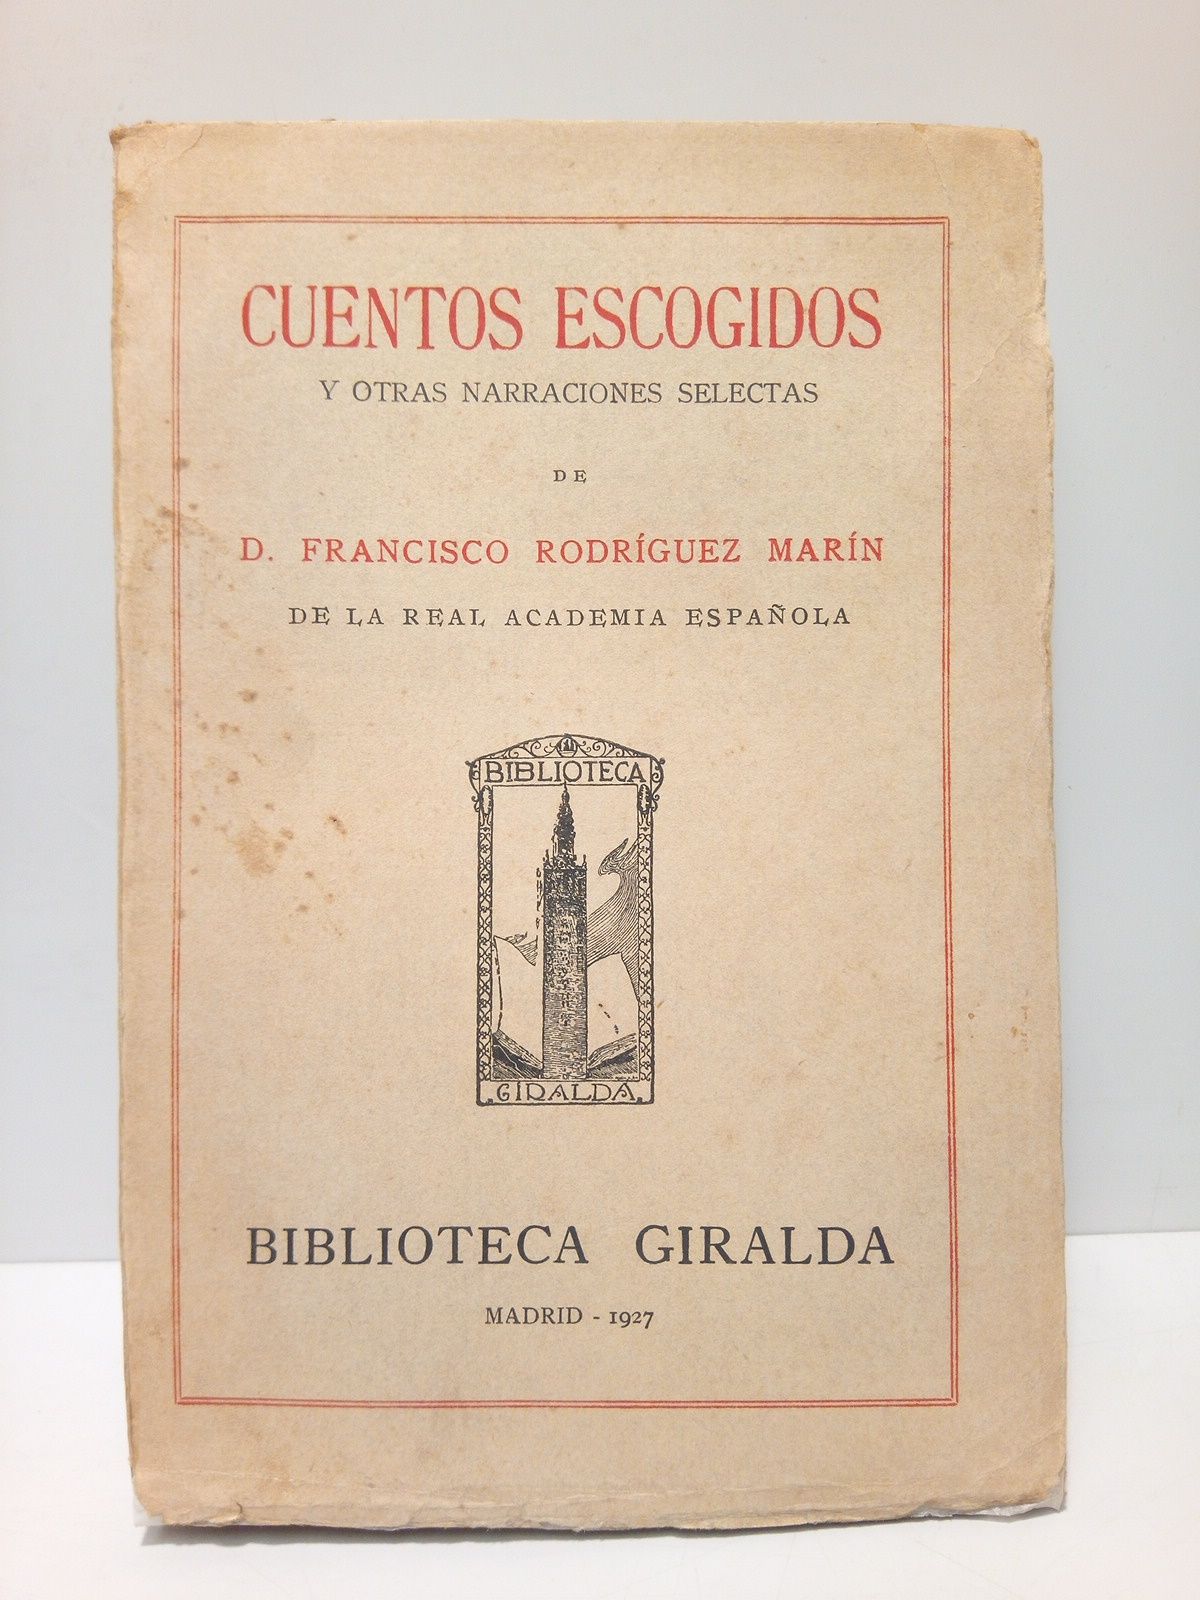 CUENTOS ESCOGIDOS
Y OTRAS NARRACIONES SELECTAS
DE
D. FRANCISCO RODRÍGUEZ MARÍN
DE LA REAL ACADEMIA ESPAÑOLA
BIBLIOTECA
GIRALDA
BIBLIOTECA GIRALDA
MADRID - 1927